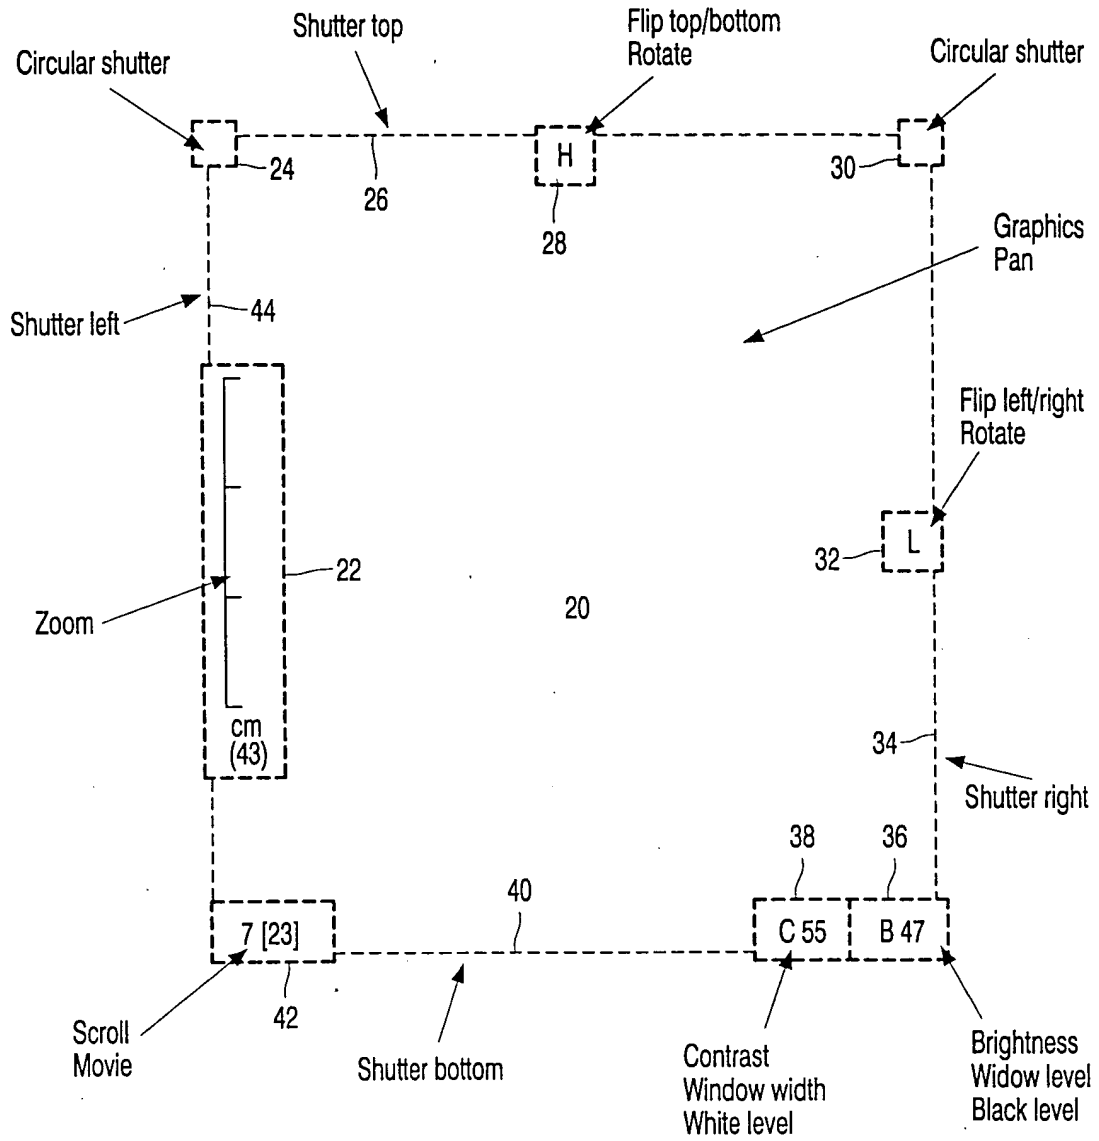 Shutter top
Flip top/bottom
Rotate
Circular shutter
Circular shutter
24
26
H
28
30
Graphics
Pan
Shutter left
44
Flip left/right
Rotate
L
32
22
20
Zoom
cm
(43)
34
Shutter right
38
36
40
7 [23]
C 55
B 47
42
Scroll
Movie
Shutter bottom
Contrast
Window width
White level
Brightness
Widow level
Black level